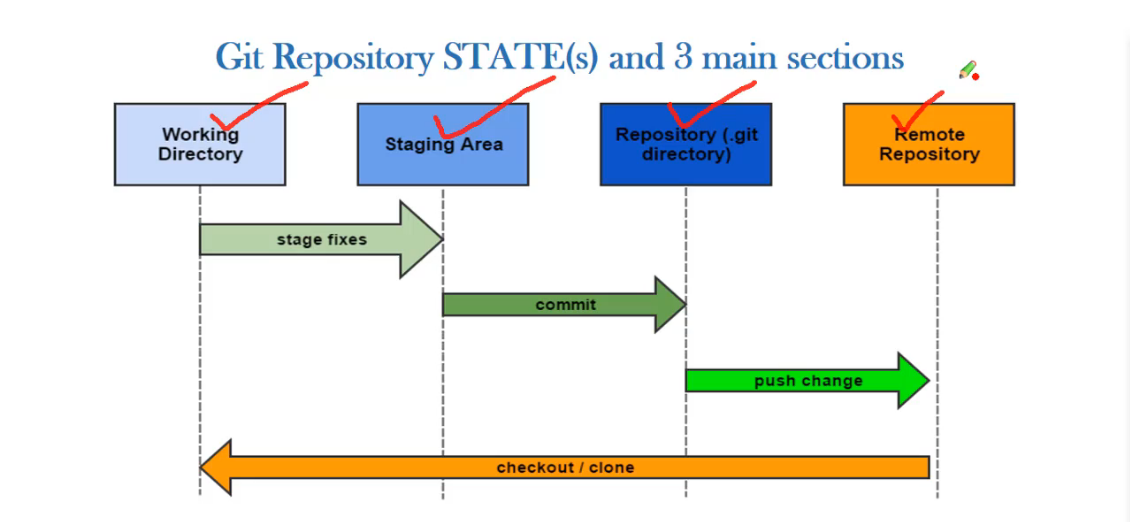 Git Repository STATE(s) and 3 main sections
Working
Directory
Staging Area
Repository (.git
directory)
Remote
Repository
stage fixes
commit
push change
checkout / clone